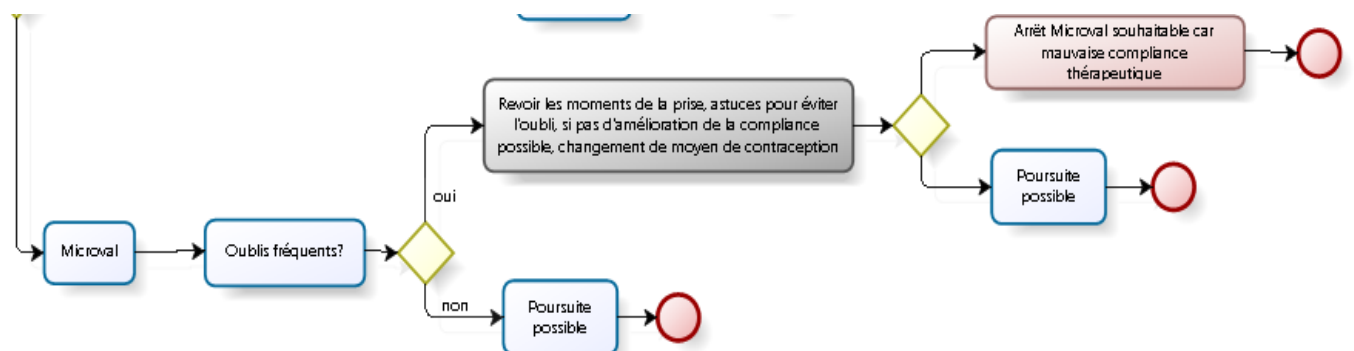 Arrêt Microval souhaitable car
mauvaise compliance
thérapeutique
Revoir les moments de la prise, astuces pour éviter
l'oubli, si pas d'amélioration de la compliance
possible, changement de moyen de contraception
Poursuite
possible
oui
Microval
Oublis fréquents?
non
Poursuite
possible